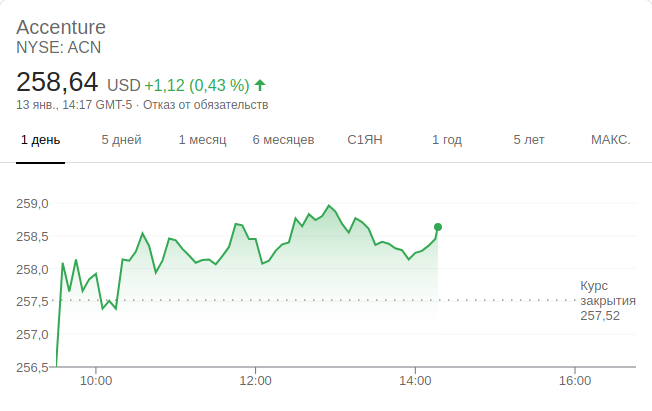 Accenture
NYSE: ACN
258,64 USD +1,12 (0,43 %)
13 янв., 14:17 GMT-5 · Отказ от обязательств
1 день 5 дней 1 месяц 6 месяцев С1ЯН 1 год 5 лет МАКС.
259,0
258,5
258,0
257,5
257,0
256,5
Курс
закрытия
257,52
10:00 12:00 14:00 16:00